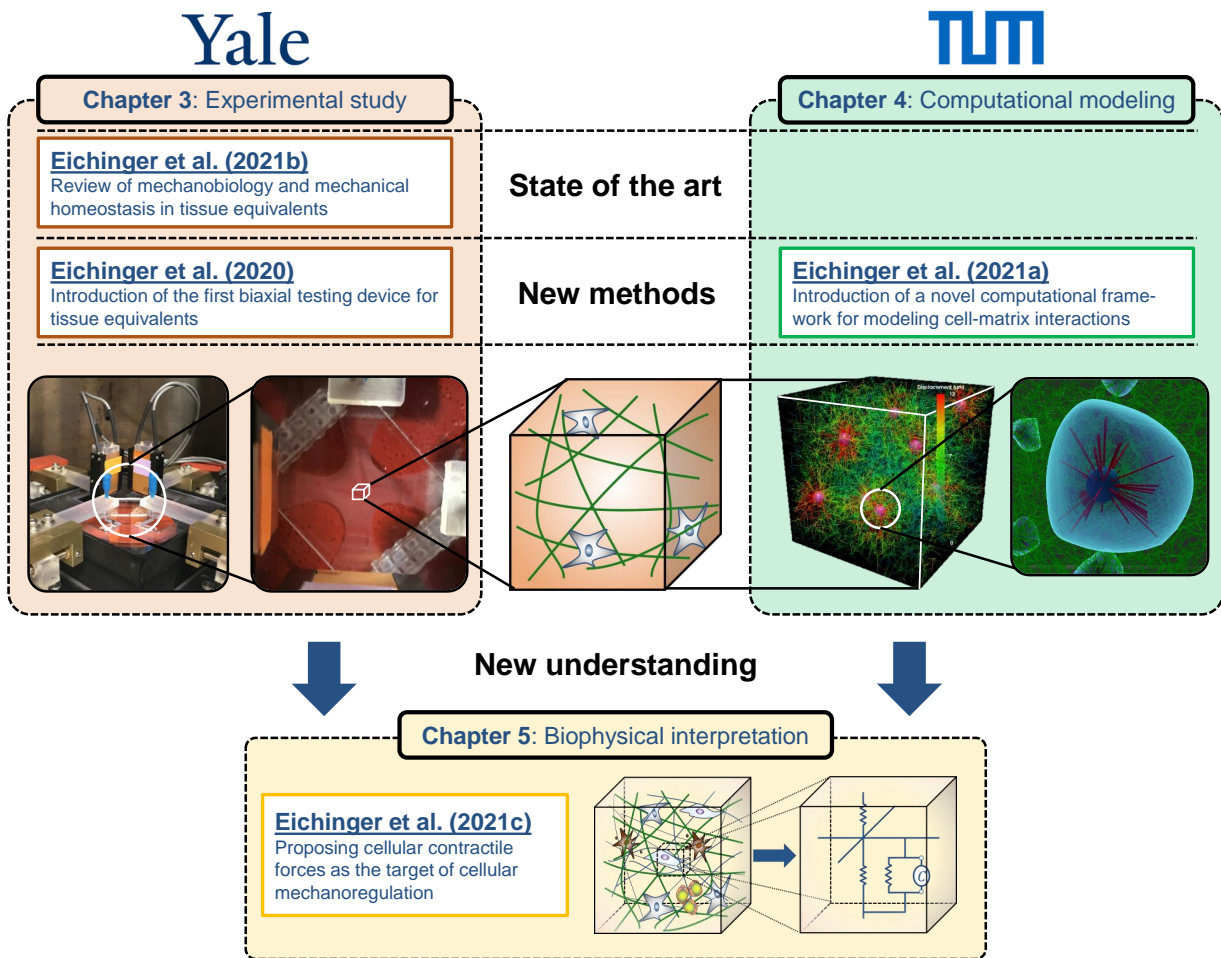 Yale
TUM
Chapter 3: Experimental study
Chapter 4: Computational modeling
Eichinger et al. (2021b)
Review of mechanobiology and mechanical
homeostasis in tissue equivalents
State of the art
Eichinger et al. (2020)
Introduction of the first biaxial testing device for
tissue equivalents
New methods
Eichinger et al. (2021a)
Introduction of a novel computational frame-
work for modeling cell-matrix interactions
New understanding
Chapter 5: Biophysical interpretation
Eichinger et al. (2021c)
Proposing cellular contractile
forces as the target of cellular
mechanoregulation
C